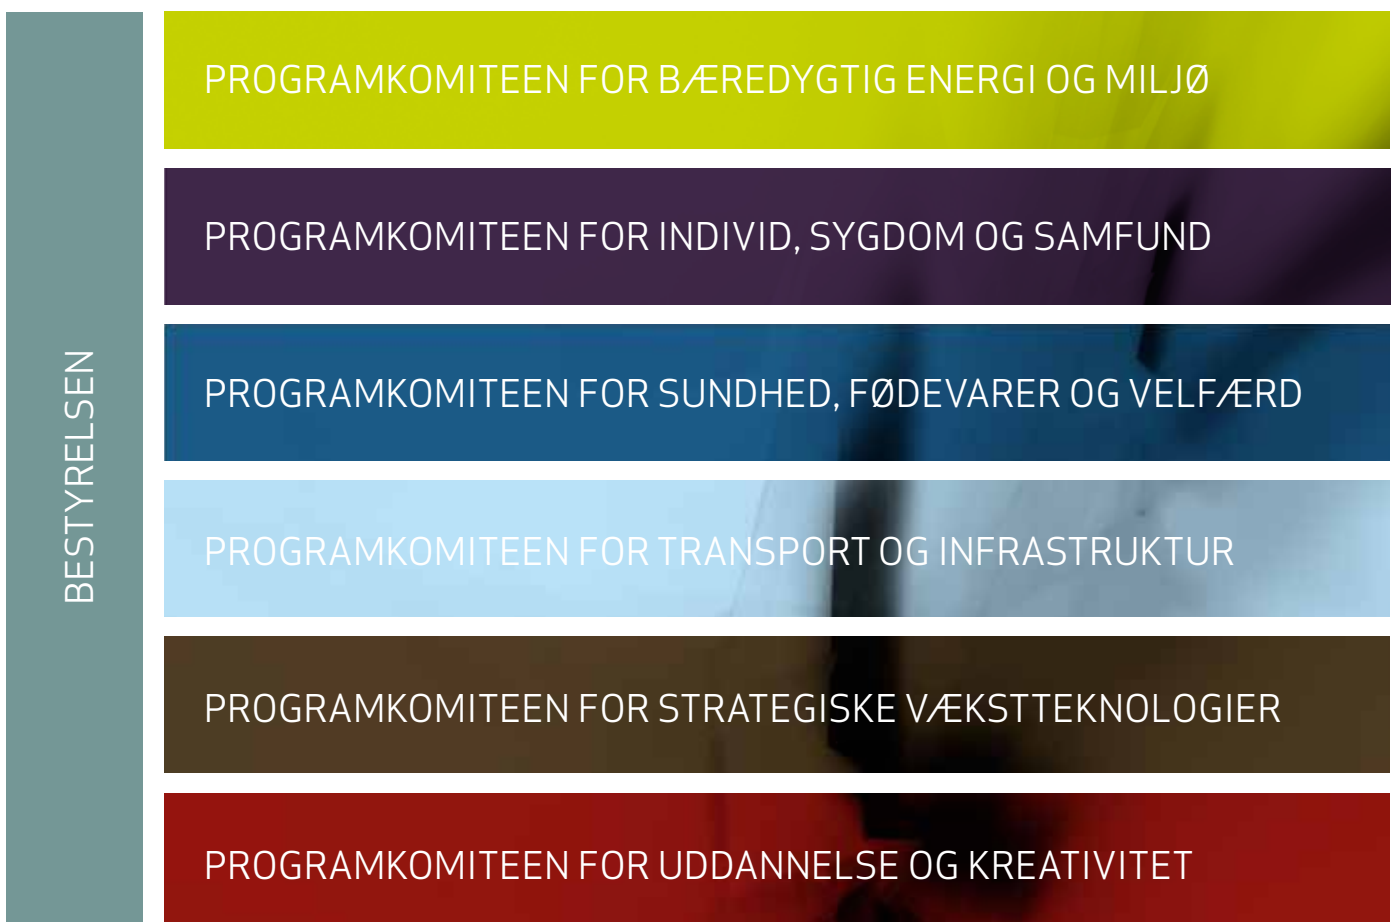 BESTYRELSEN
PROGRAMKOMITEEN FOR BÆREDYGTIG ENERGI OG MILJØ
PROGRAMKOMITEEN FOR INDIVID, SYGDOM OG SAMFUND
PROGRAMKOMITEEN FOR SUNDHED, FØDEVARER OG VELFÆRD
PROGRAMKOMITEEN FOR TRANSPORT OG INFRASTRUKTUR
PROGRAMKOMITEEN FOR STRATEGISKE VÆKSTTEKNOLOGIER
PROGRAMKOMITEEN FOR UDDANNELSE OG KREATIVITET